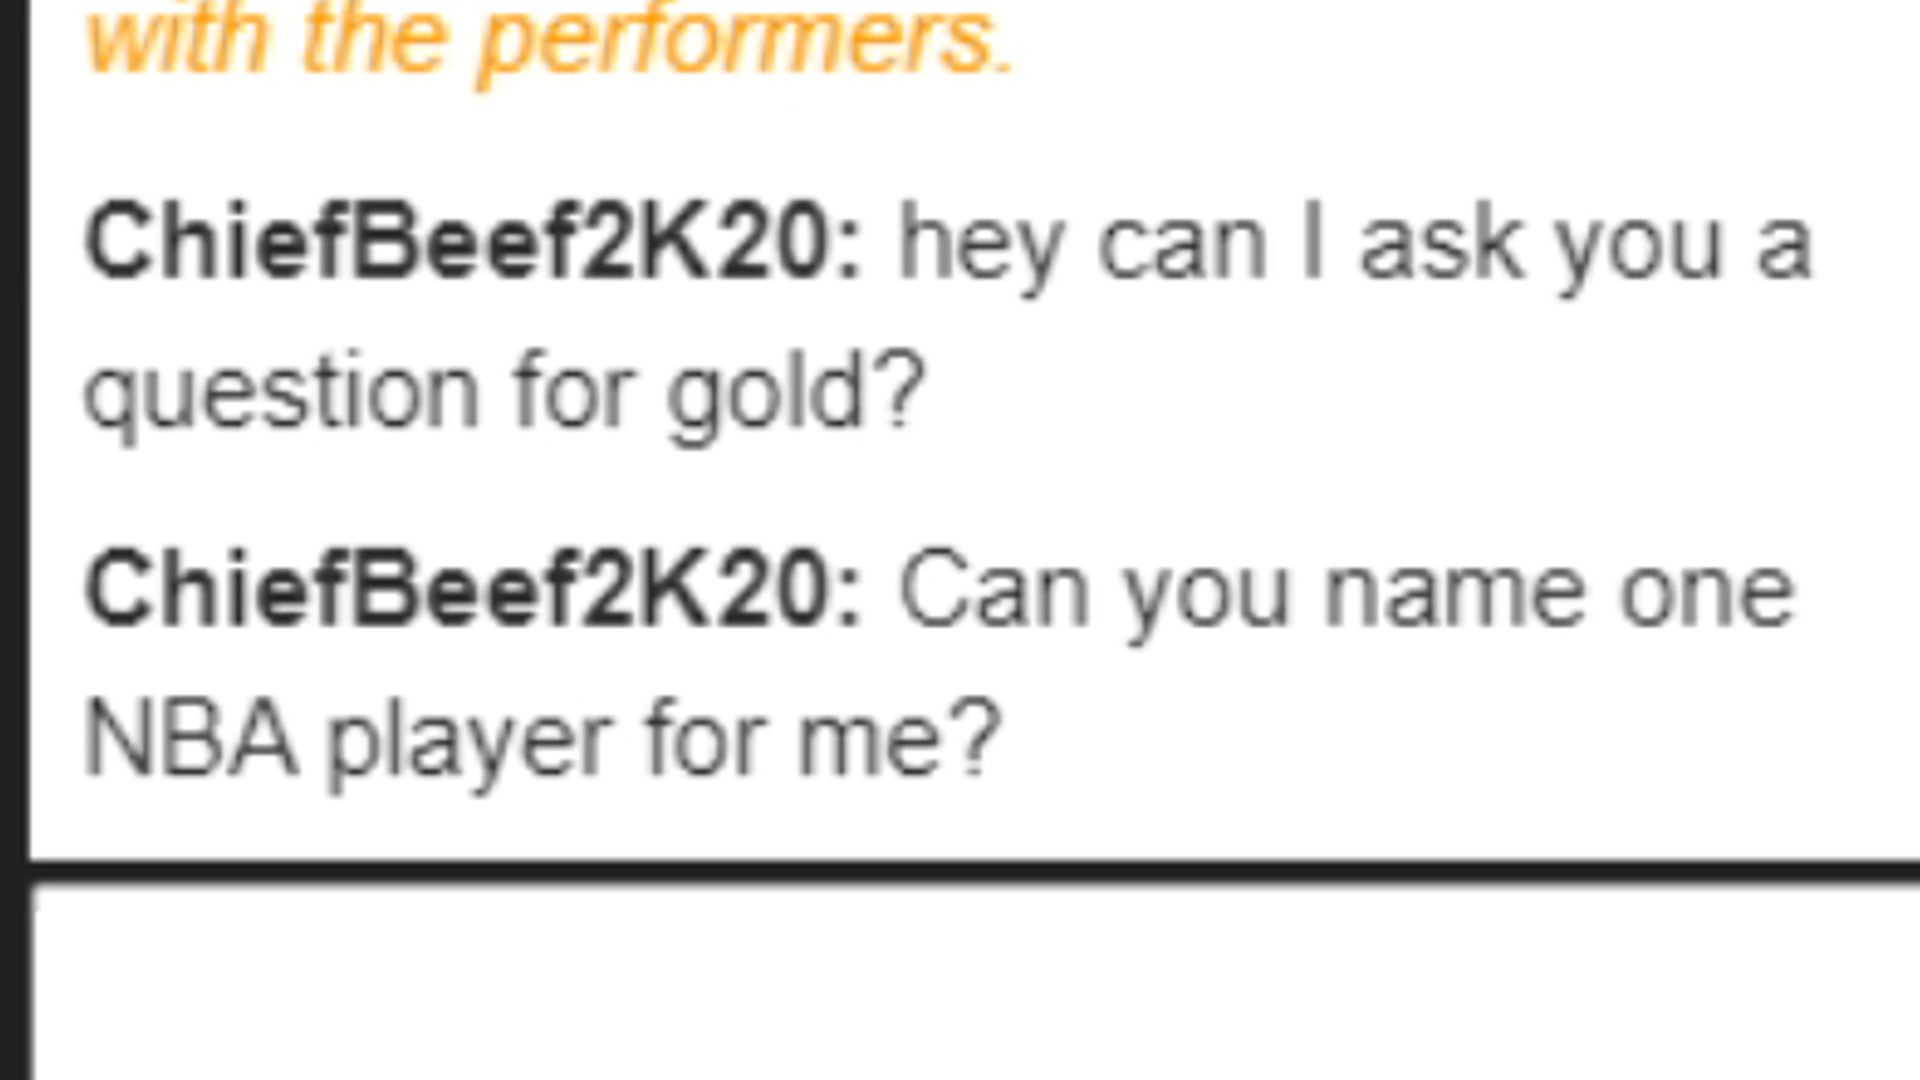 with the performers.
ChiefBeef2K20: hey can I ask you a
question for gold?
ChiefBeef2K20: Can you name one
NBA player for me?